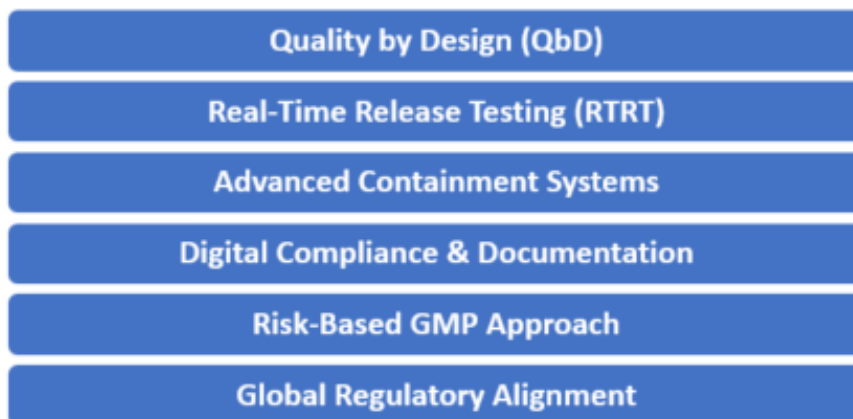 Quality by Design (QbD)
Real-Time Release Testing (RTRT)
Advanced Containment Systems
Digital Compliance & Documentation
Risk-Based GMP Approach
Global Regulatory Alignment